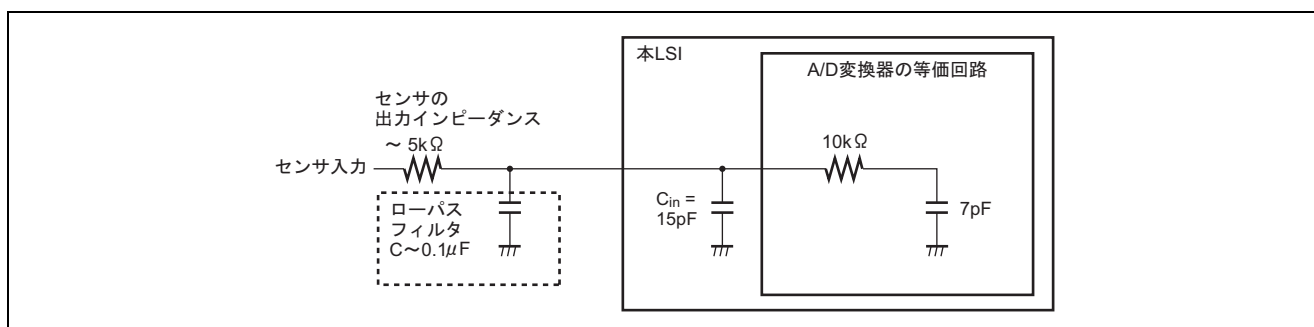 本LSI
A/D変換器の等価回路
センサの
出力インピーダンス
～ 5kΩ
10kΩ
センサ入力
ローパス
フィルタ
C～0.1μF
Cin =
15pF
7pF